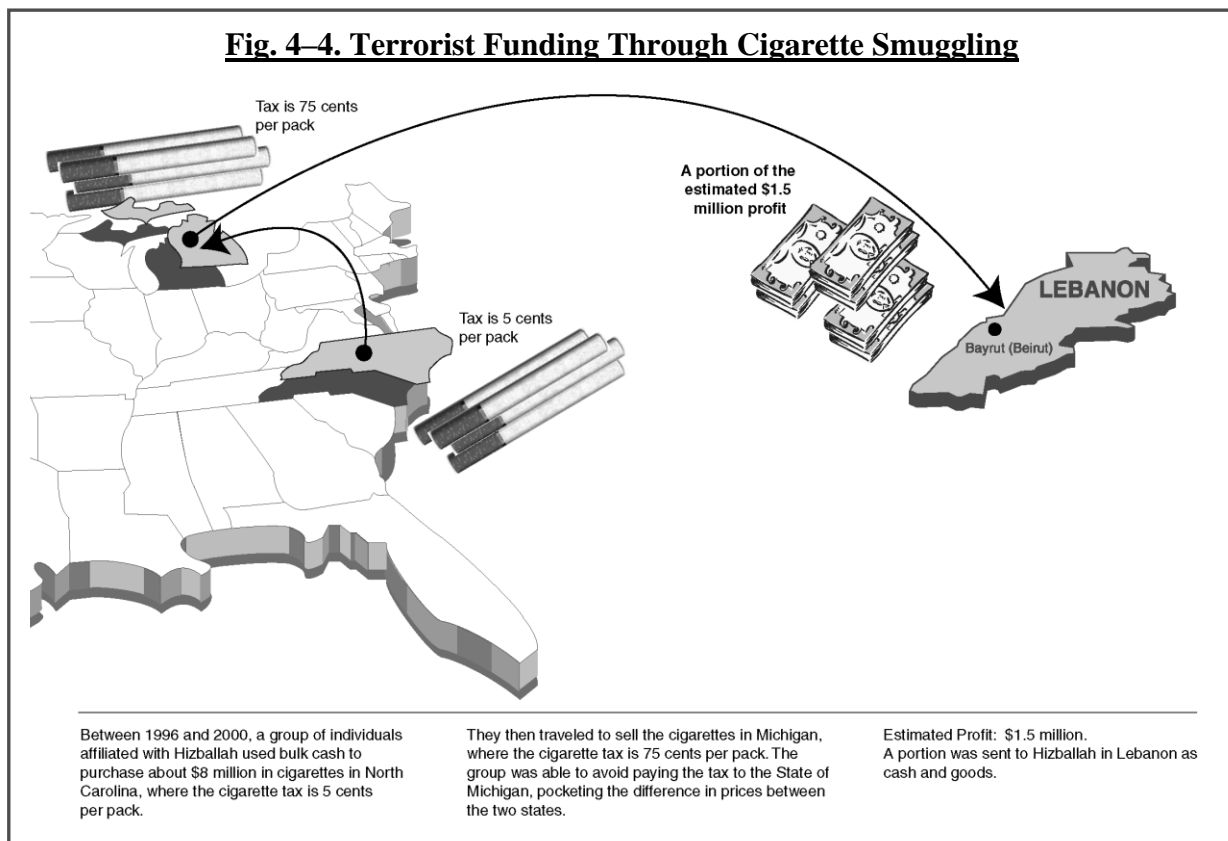 Fig. 4–4. Terrorist Funding Through Cigarette Smuggling
Tax is 75 cents
per pack
A portion of the
estimated $1.5
million profit
LEBANON
Bayrut (Beirut)
Tax is 5 cents
per pack
Between 1996 and 2000, a group of individuals
affiliated with Hizballah used bulk cash to
purchase about $8 million in cigarettes in North
Carolina, where the cigarette tax is 5 cents
per pack.
They then traveled to sell the cigarettes in Michigan,
where the cigarette tax is 75 cents per pack. The
group was able to avoid paying the tax to the State of
Michigan, pocketing the difference in prices between
the two states.
Estimated Profit: $1.5 million.
A portion was sent to Hizballah in Lebanon as
cash and goods.